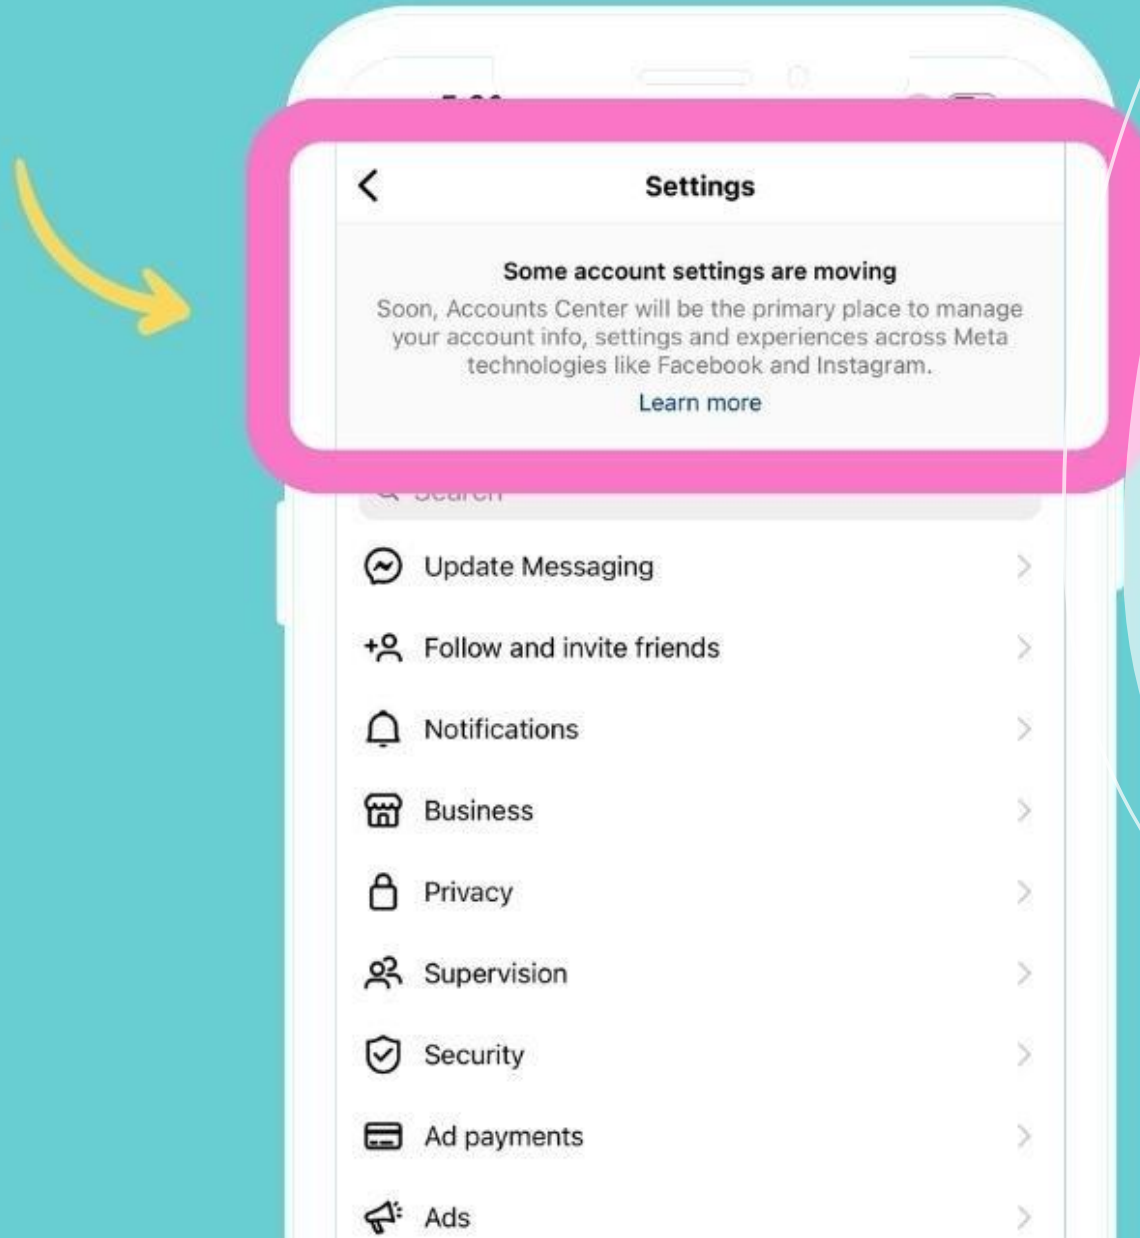 Settings
Some account settings are moving
Soon, Accounts Center will be the primary place to manage
your account info, settings and experiences across Meta
technologies like Facebook and Instagram.
Learn more
Search
Update Messaging
Follow and invite friends
Notifications
Business
Privacy
Supervision
Security
Ad payments
Ads